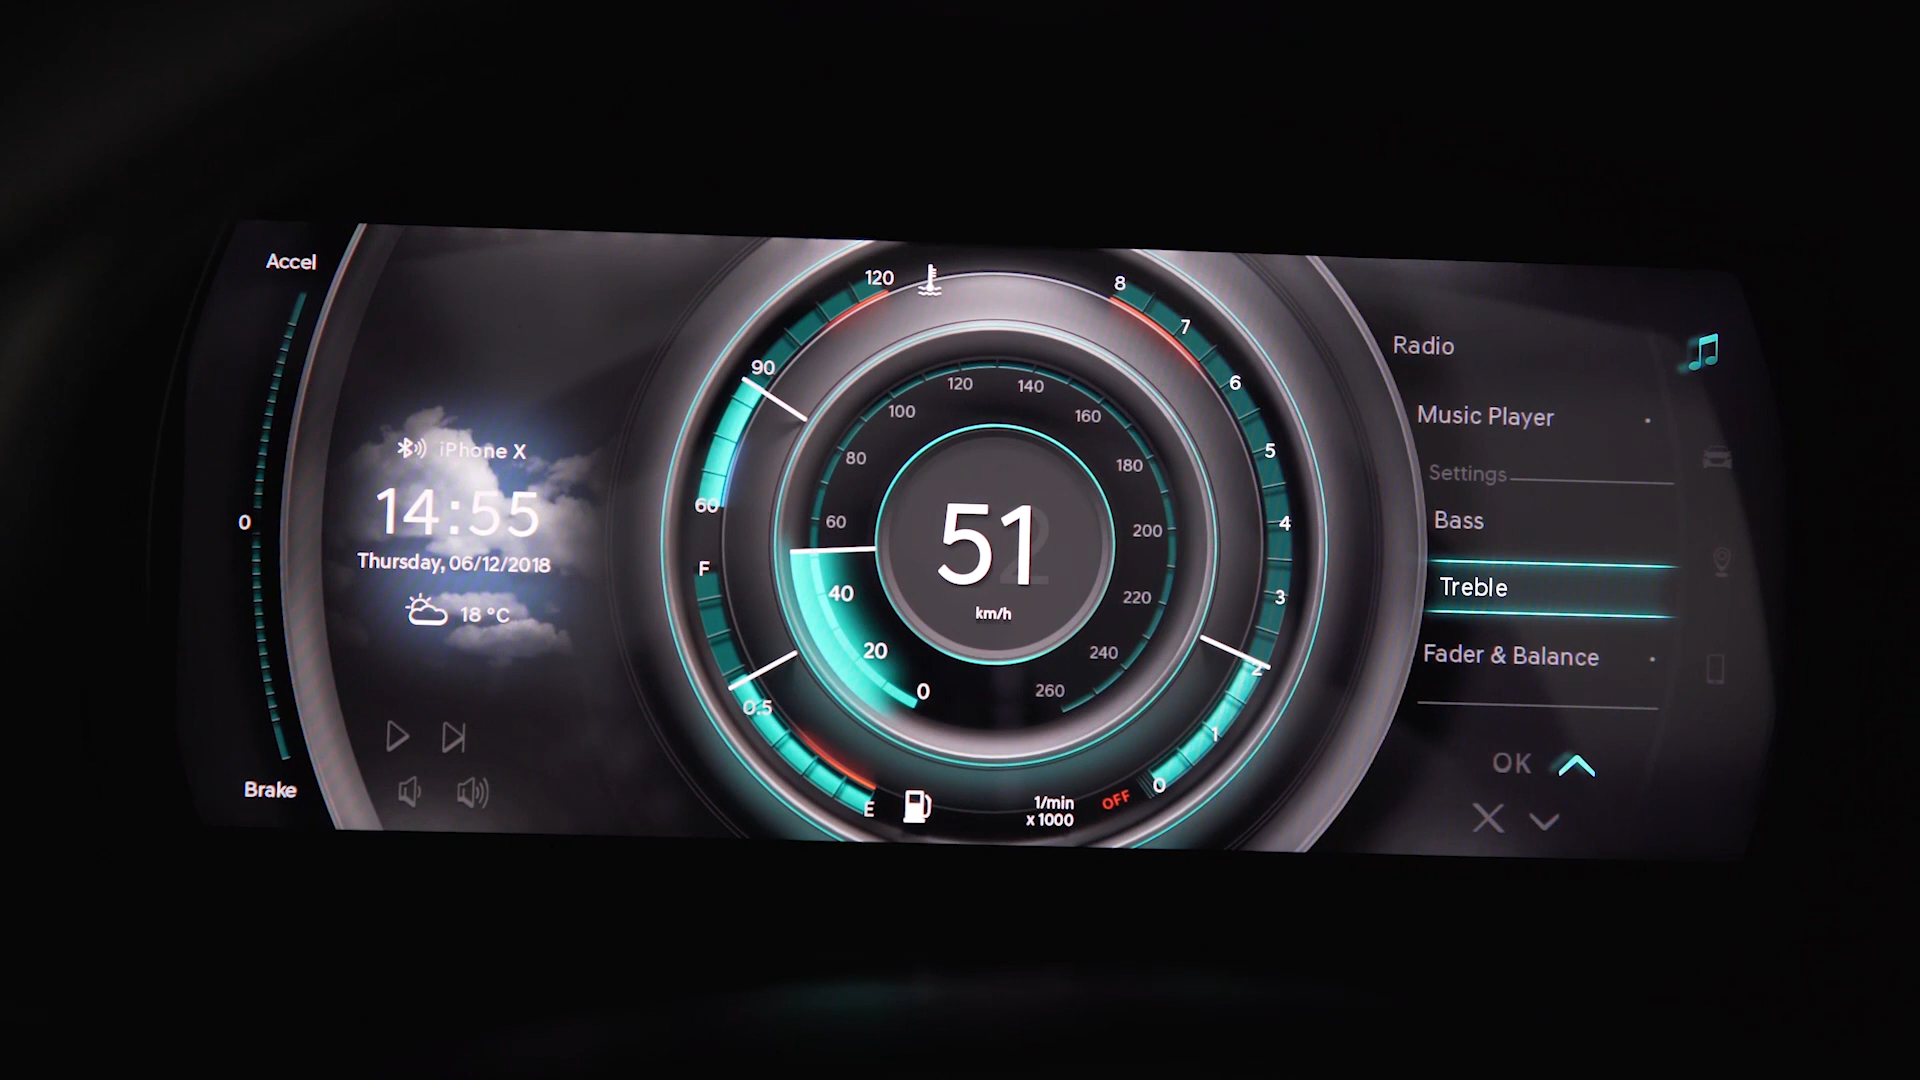 Accel
0
Brake
iPhone X
14:55
Thursday, 06/12/2018
18 °C
120
90
60
F
0.5
E
0
20
40
60
80
100
120
140
160
180
200
220
240
260
51
km/h
8
7
6
5
4
3
2
1
0
OFF
1/min
x 1000
Radio
Music Player
Settings
Bass
Treble
Fader & Balance
OK